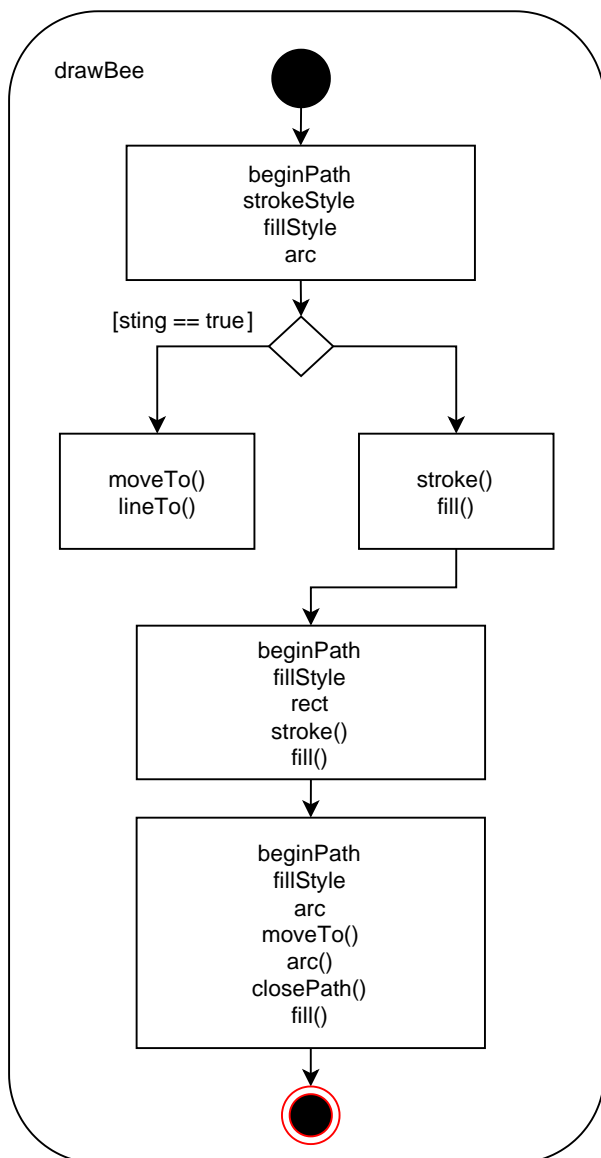 drawBee
beginPath
strokeStyle
fillStyle
arc
[sting == true]
moveTo()
lineTo()
stroke()
fill()
beginPath
fillStyle
rect
stroke()
fill()
beginPath
fillStyle
arc
moveTo()
arc()
closePath()
fill()